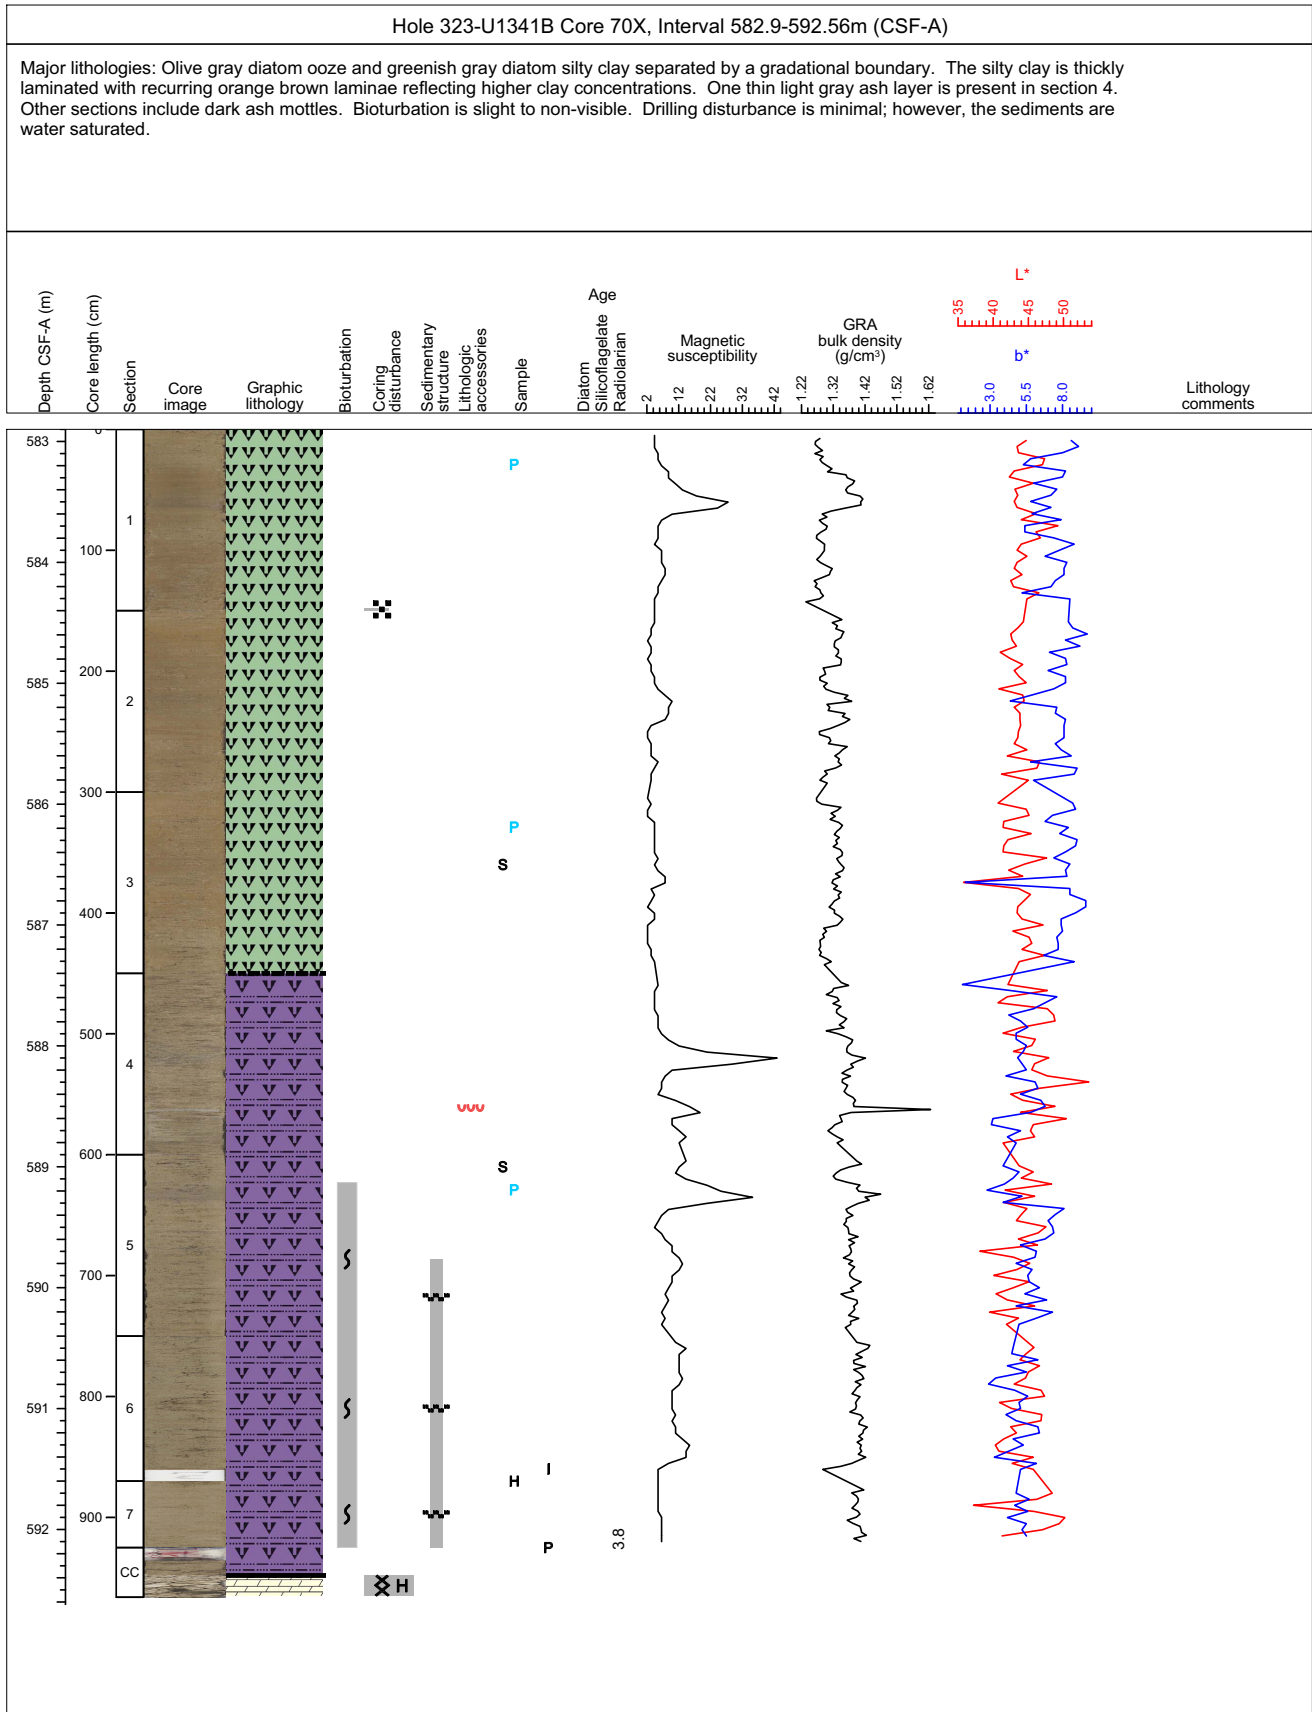 Hole 323-U1341B Core 70X, Interval 582.9-592.56m (CSF-A)
Major lithologies: Olive gray diatom ooze and greenish gray diatom silty clay separated by a gradational boundary. The silty clay is thickly
laminated with recurring orange brown laminae reflecting higher clay concentrations. One thin light gray ash layer is present in section 4.
Other sections include dark ash mottles. Bioturbation is slight to non-visible. Drilling disturbance is minimal; however, the sediments are
water saturated.
Depth CSF-A (m)
Core length (cm)
Section
Core
image
Graphic
lithology
Bioturbation
Coring
disturbance
Sedimentary
structure
Lithologic
accessories
Sample
Age
Diatom
Silicoflagelate
Radiolarian
Magnetic
susceptibility
2 12 22 32 42
GRA
bulk density
(g/cm³)
1.22 1.32 1.42 1.52 1.62
L*
35 40 45 50
b*
3.0 5.5 8.0
Lithology
comments
583
584
585
586
587
588
589
590
591
592
0
100
200
300
400
500
600
700
800
900
1
2
3
4
5
6
7
CC
P
P
S
S
P
I
H
P
3.8
H